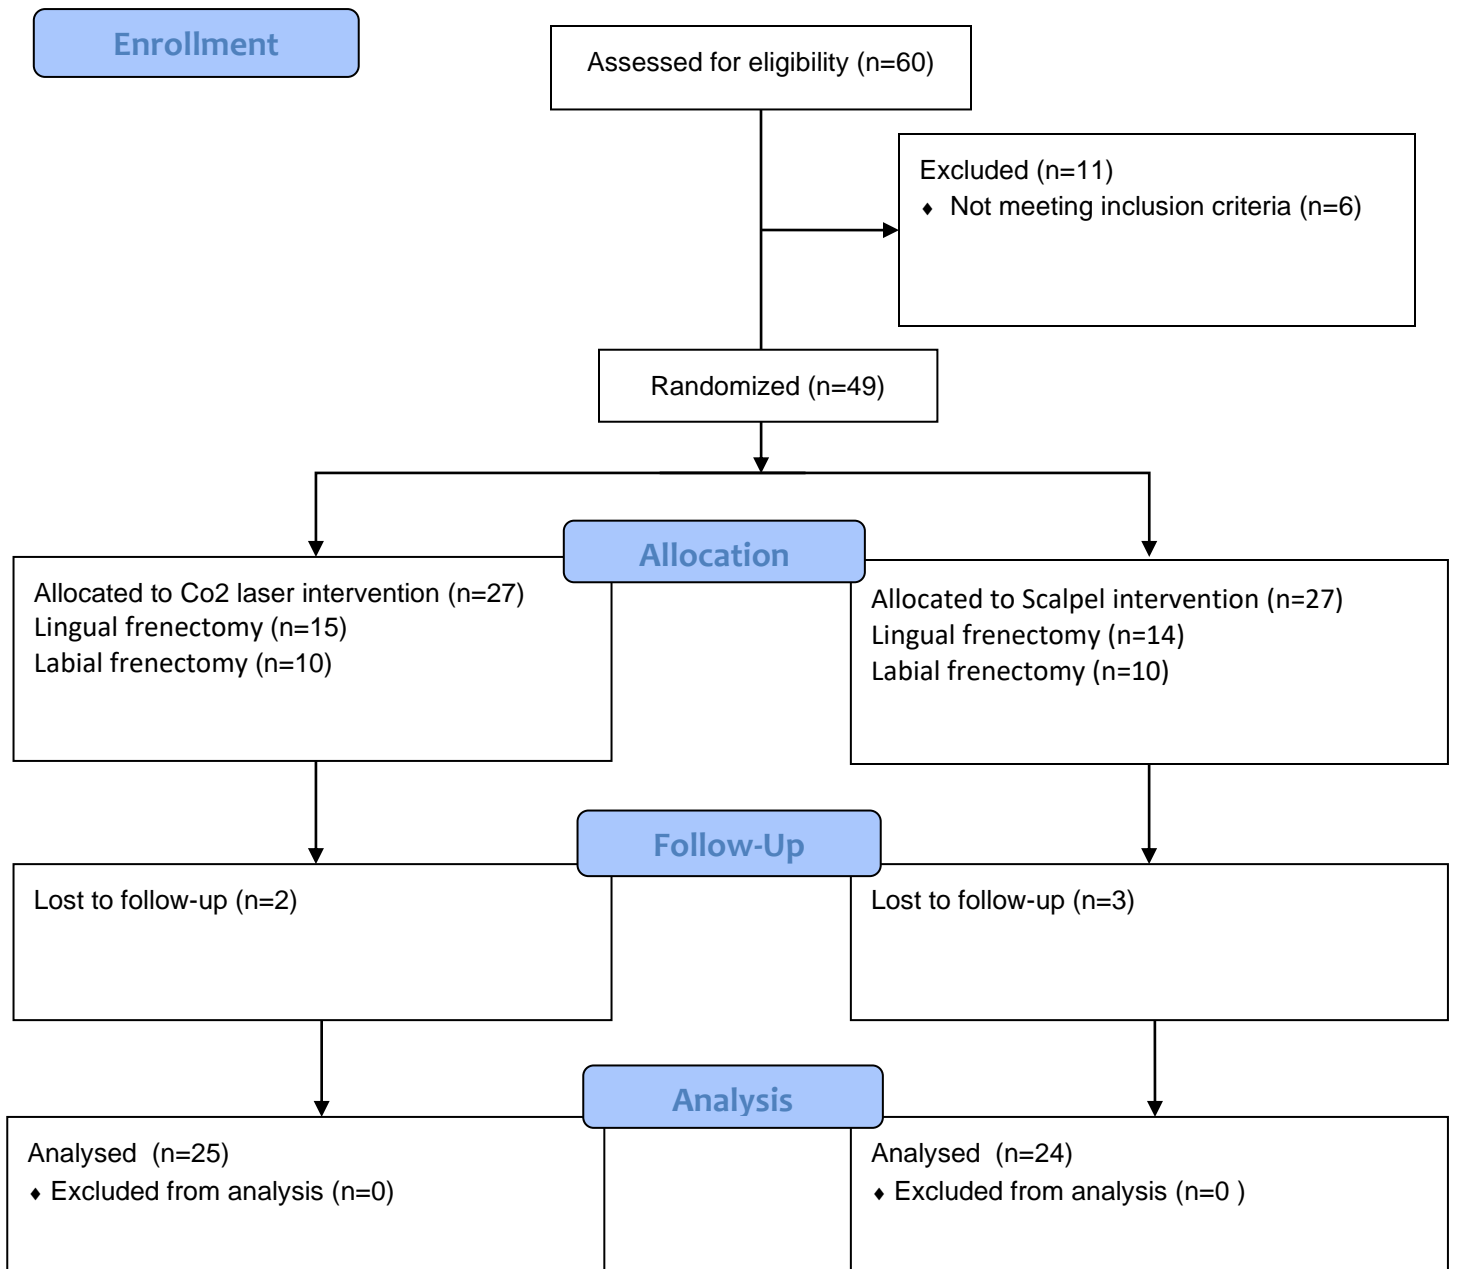 Enrollment
Assessed for eligibility (n=60)
Excluded (n=11)
♦ Not meeting inclusion criteria (n=6)
Randomized (n=49)
Allocation
Allocated to Co2 laser intervention (n=27)
Lingual frenectomy (n=15)
Labial frenectomy (n=10)
Allocated to Scalpel intervention (n=27)
Lingual frenectomy (n=14)
Labial frenectomy (n=10)
Follow-Up
Lost to follow-up (n=2)
Lost to follow-up (n=3)
Analysis
Analysed (n=25)
♦ Excluded from analysis (n=0)
Analysed (n=24)
♦ Excluded from analysis (n=0 )